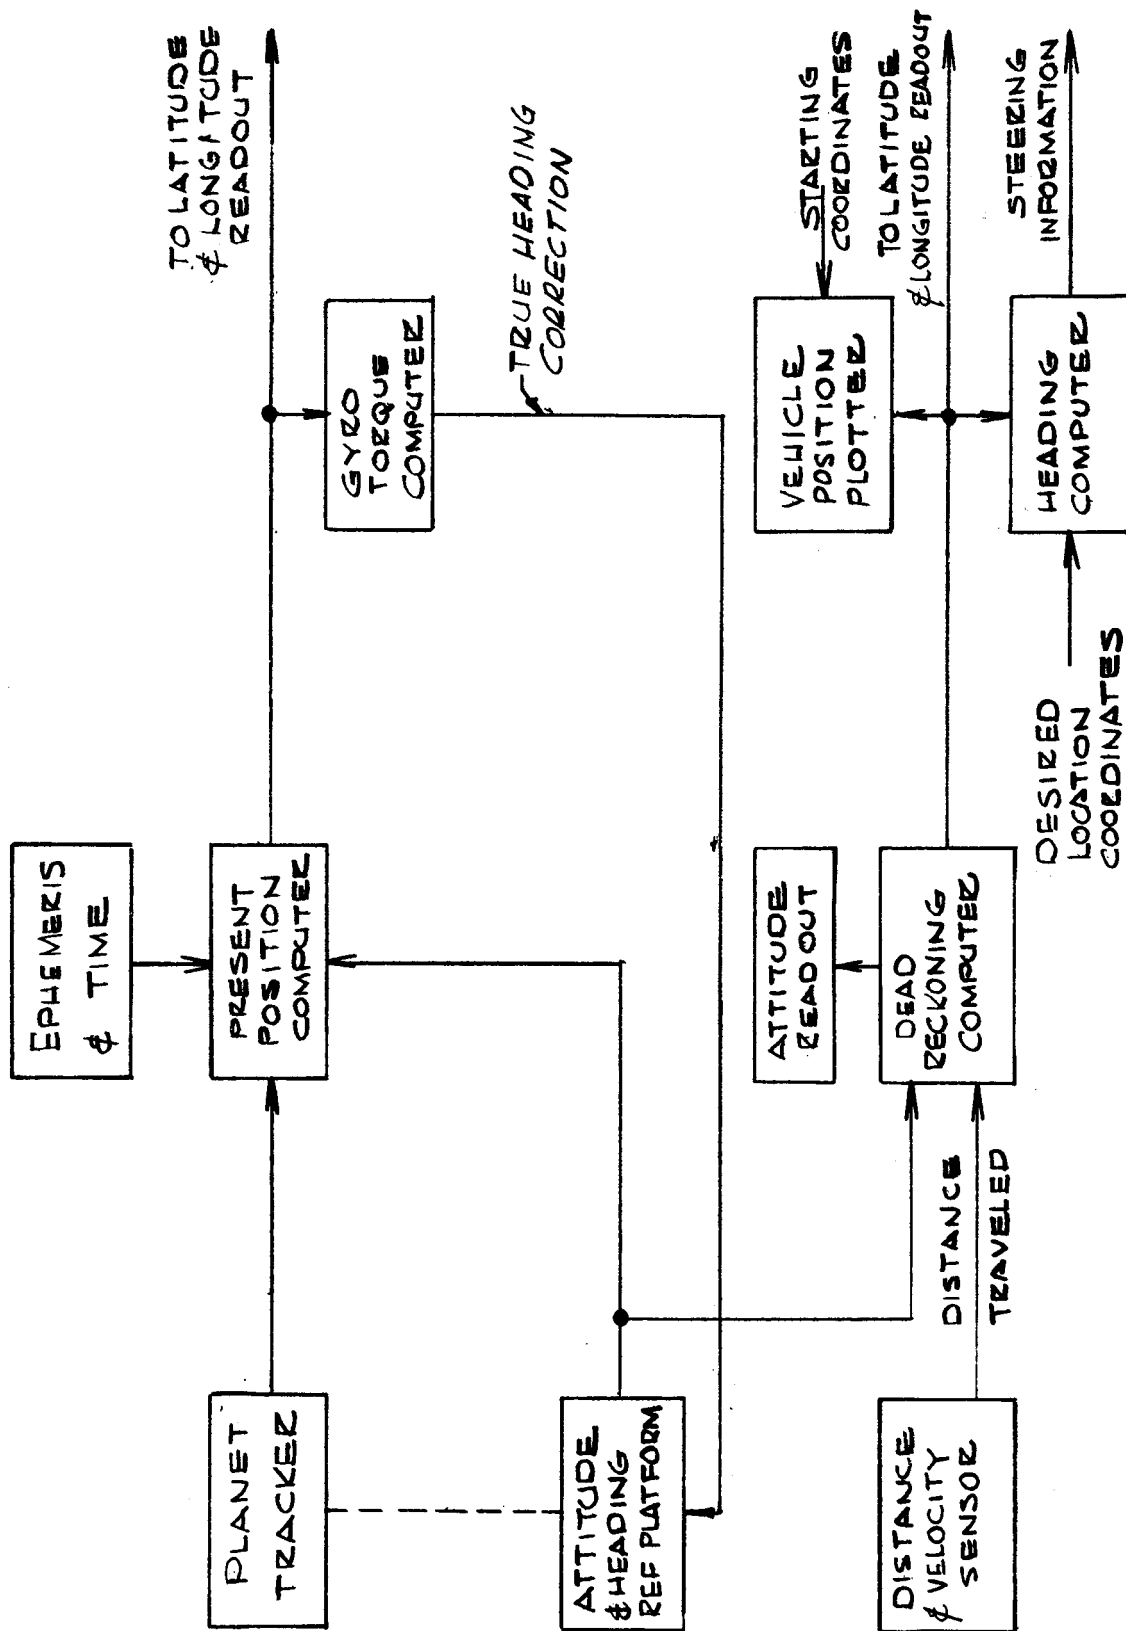 EPHEMERIS
& TIME
PLANET
TRACKER
PRESENT
POSITION
COMPUTER
TO LATITUDE
& LONGITUDE
READOUT
GYRO
TORQUE
COMPUTER
TRUE HEADING
CORRECTION
ATTITUDE
& HEADING
REF PLATFORM
ATTITUDE
READOUT
VEHICLE
POSITION
PLOTTER
STARTING
COORDINATES
DISTANCE
& VELOCITY
SENSOR
DISTANCE
TRAVELED
DEAD
RECKONING
COMPUTER
TO LATITUDE
& LONGITUDE READOUT
DESIRED
LOCATION
COORDINATES
HEADING
COMPUTER
STEERING
INFORMATION